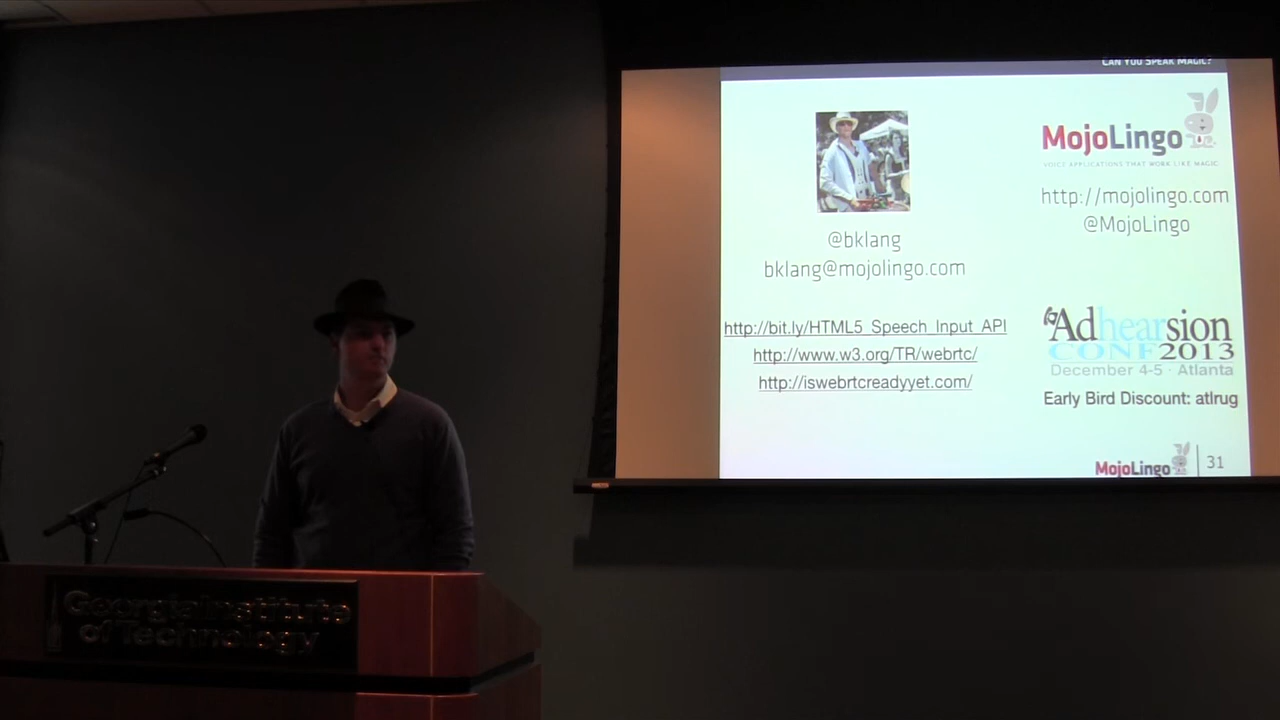 CAN YOU SPEAK MAGIC?
MojoLingo
VOICE APPLICATIONS THAT WORK LIKE MAGIC
http://mojolingo.com
@MojoLingo
@bklang
bklang@mojolingo.com
http://bit.ly/HTML5_Speech_Input_API
http://www.w3.org/TR/webrtc/
http://iswebrtcreadyyet.com/
Adhearsion
CONF2013
December 4-5 · Atlanta
Early Bird Discount: atlrug
MojoLingo
31
Georgia Institute
of Technology